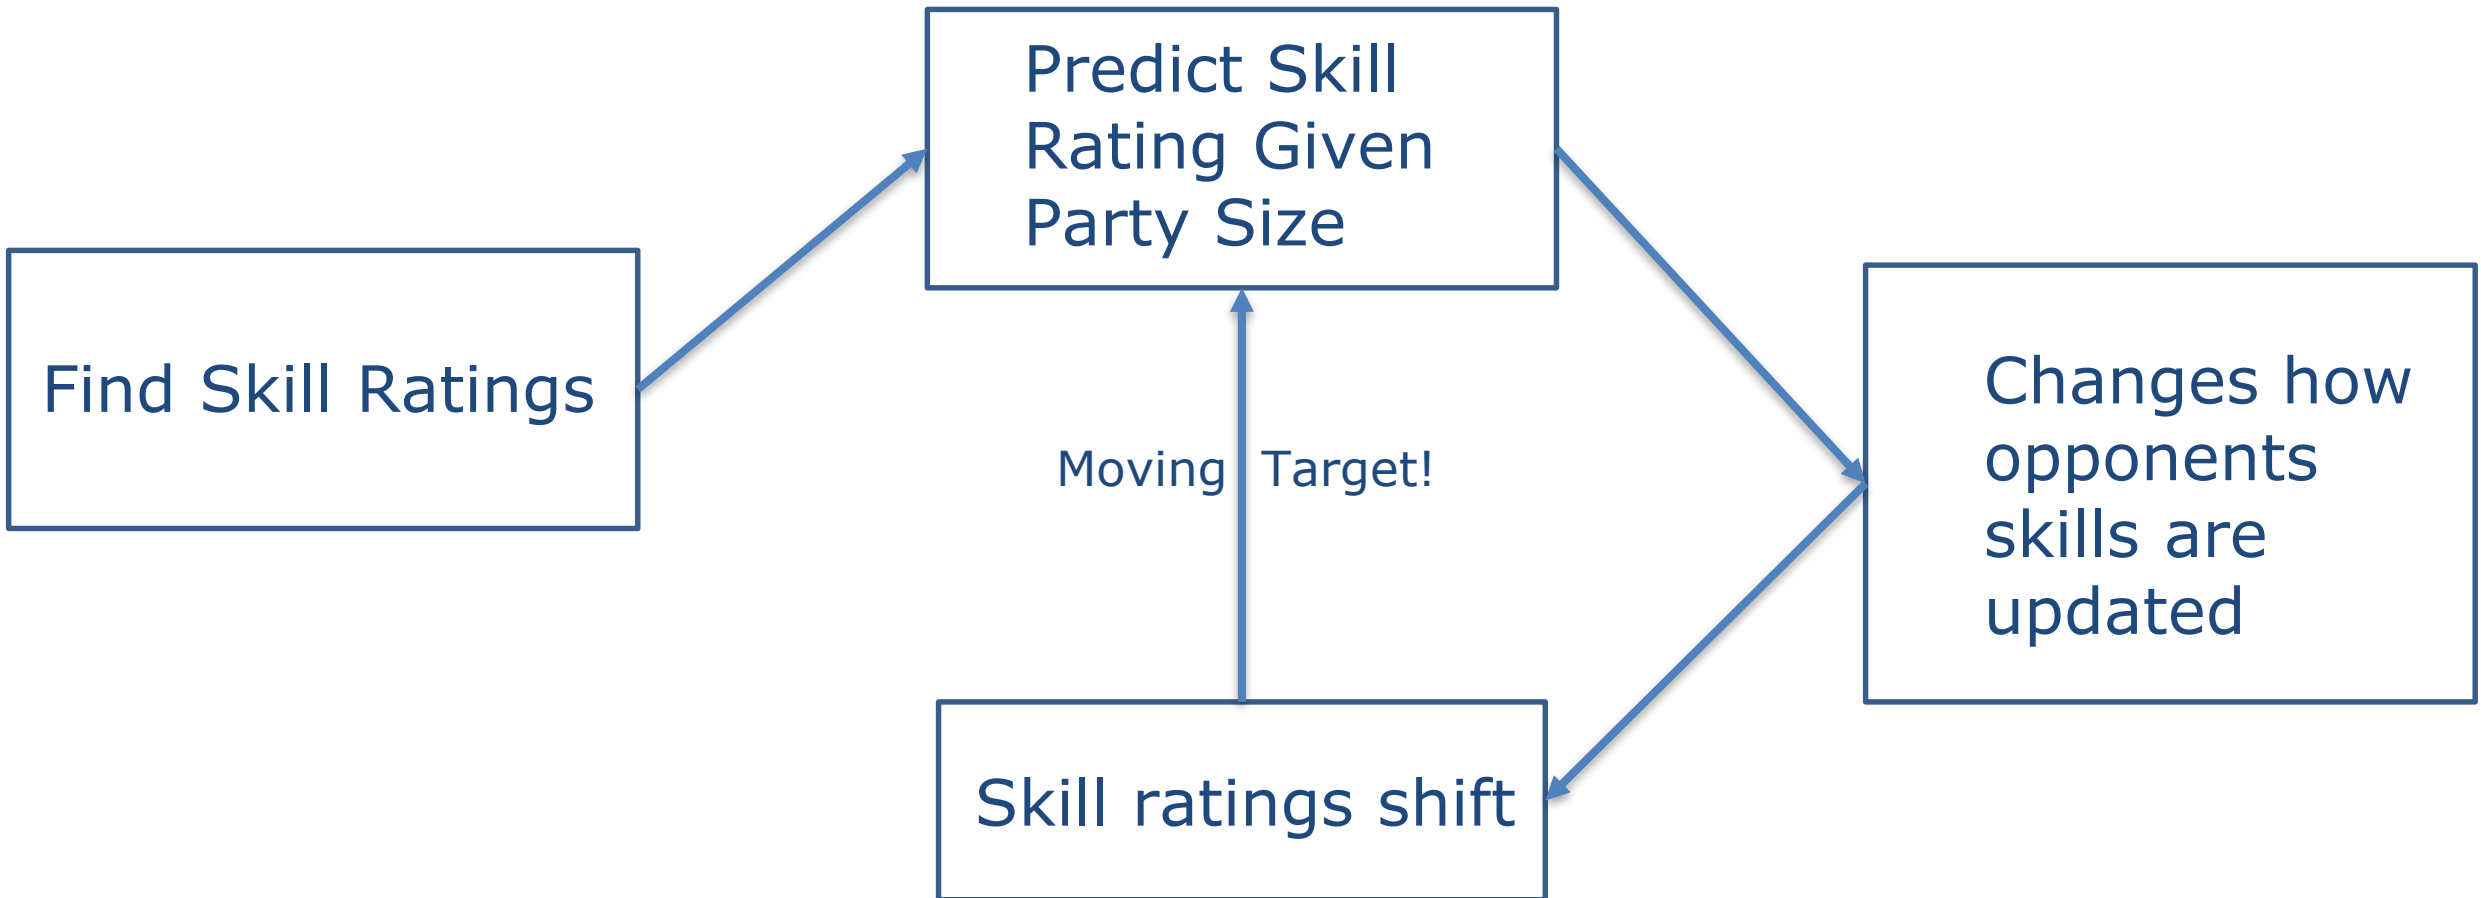 Predict Skill
Rating Given
Party Size
Find Skill Ratings
Changes how
opponents
skills are
updated
Moving Target!
Skill ratings shift